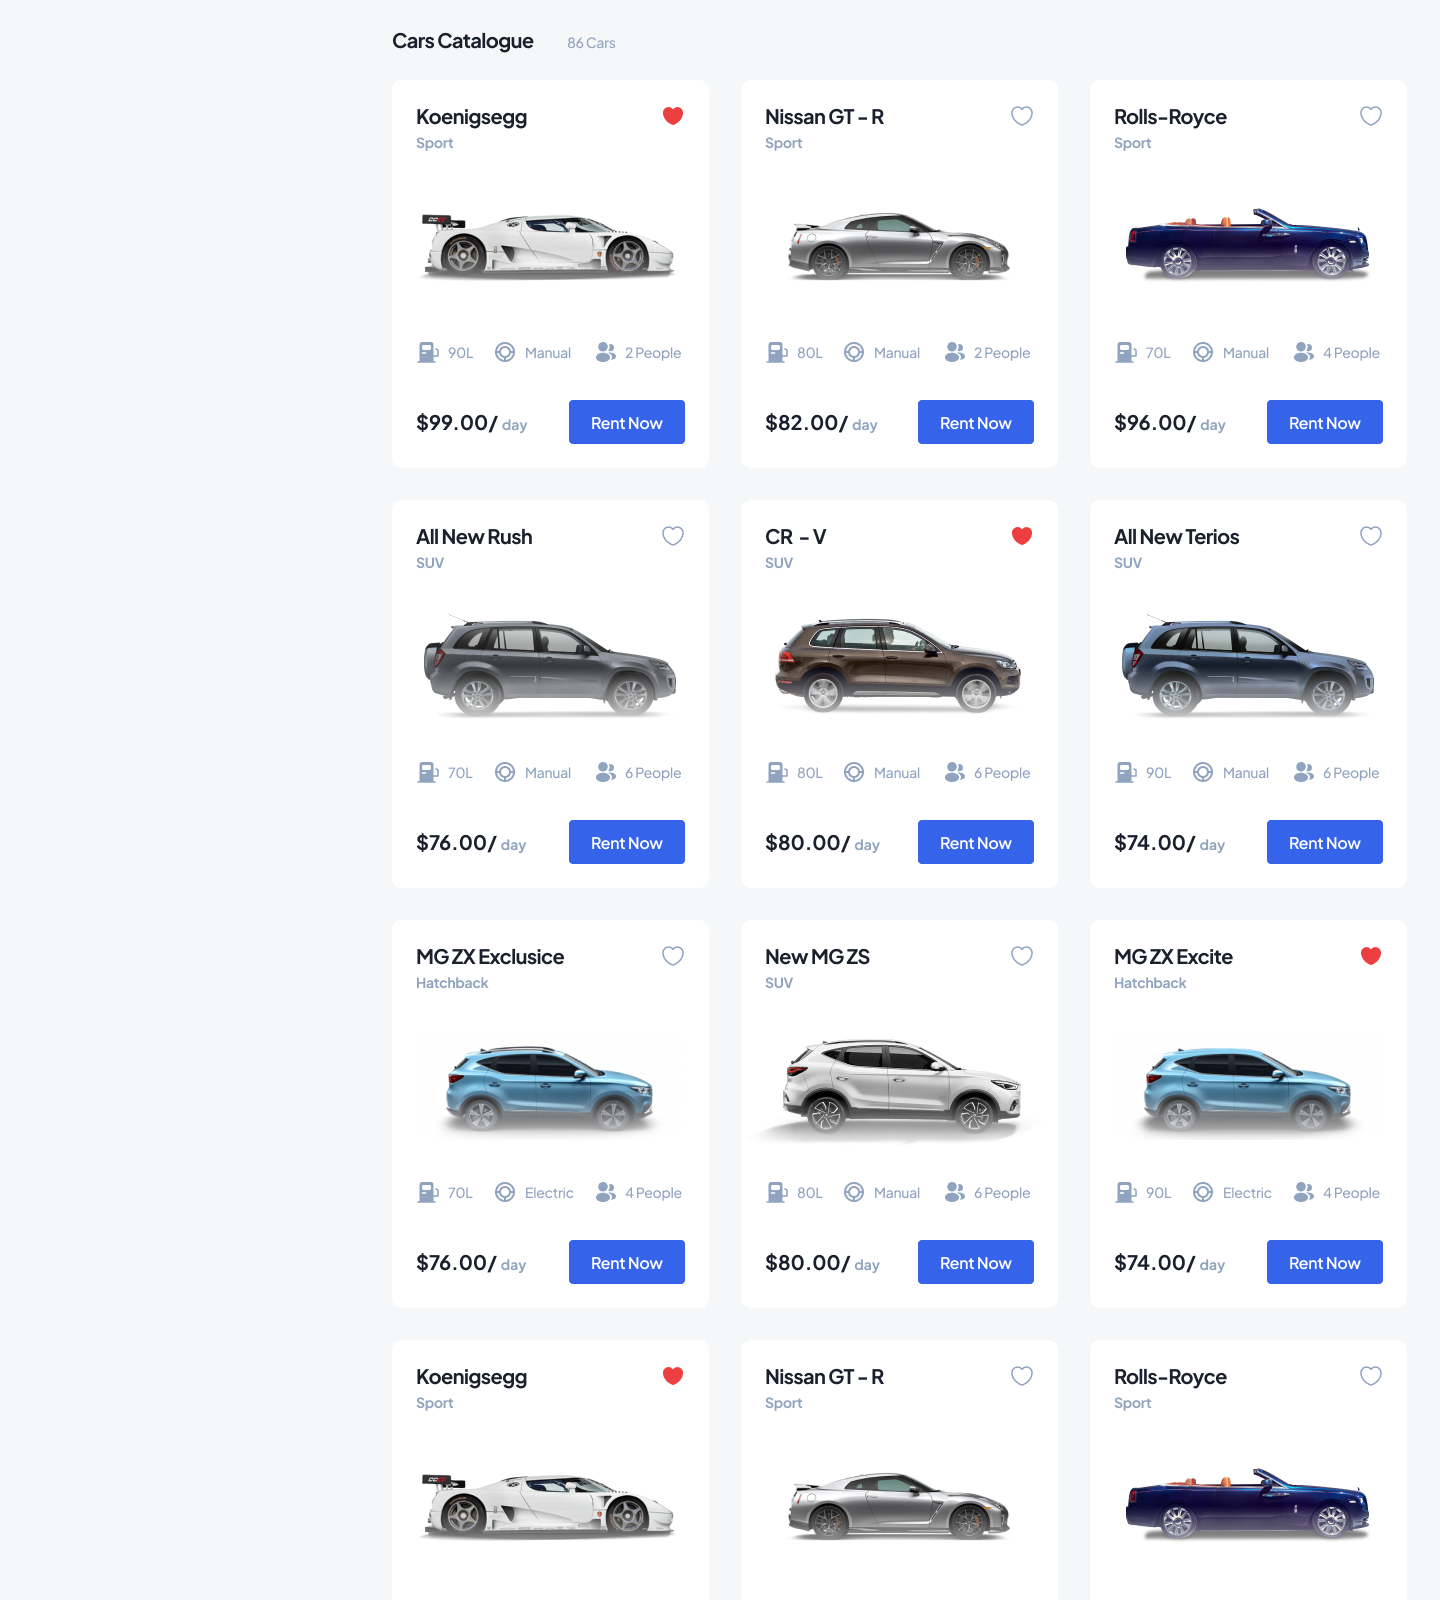 Cars Catalogue 86 Cars
Koenigsegg
Sport
90L Manual 2 People
$99.00/ day Rent Now
Nissan GT - R
Sport
80L Manual 2 People
$82.00/ day Rent Now
Rolls-Royce
Sport
70L Manual 4 People
$96.00/ day Rent Now
All New Rush
SUV
70L Manual 6 People
$76.00/ day Rent Now
CR - V
SUV
80L Manual 6 People
$80.00/ day Rent Now
All New Terios
SUV
90L Manual 6 People
$74.00/ day Rent Now
MG ZX Exclusice
Hatchback
70L Electric 4 People
$76.00/ day Rent Now
New MG ZS
SUV
80L Manual 6 People
$80.00/ day Rent Now
MG ZX Excite
Hatchback
90L Electric 4 People
$74.00/ day Rent Now
Koenigsegg
Sport
Nissan GT - R
Sport
Rolls-Royce
Sport